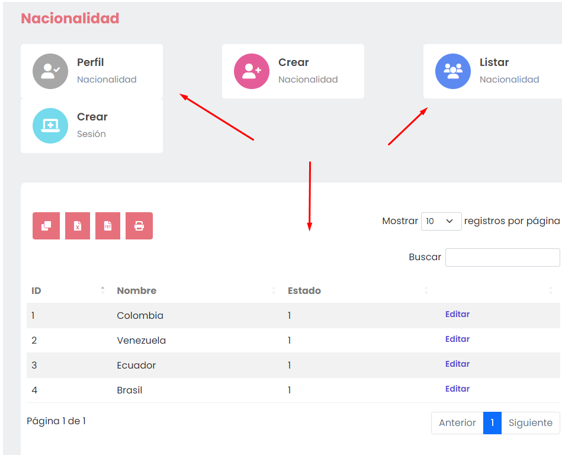 Nacionalidad
Perfil
Nacionalidad
Crear
Nacionalidad
Listar
Nacionalidad
Crear
Sesión
Mostrar 10 registros por página
Buscar
ID Nombre Estado
1 Colombia 1 Editar
2 Venezuela 1 Editar
3 Ecuador 1 Editar
4 Brasil 1 Editar
Página 1 de 1 Anterior 1 Siguiente